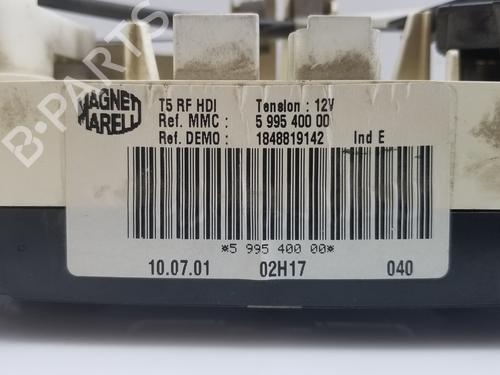 B-PARTS
MAGNETI
MARELLI
T5 RF HDI Tension : 12V
Ref. MMC : 5 995 400 00
Ref. DEMO : 1848819142 Ind E
*5 995 400 00*
10.07.01 02H17 040